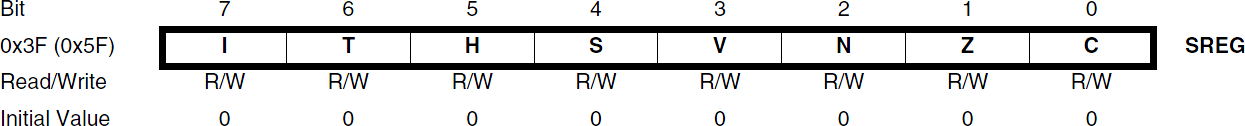 Bit 7 6 5 4 3 2 1 0
0x3F (0x5F) I T H S V N Z C SREG
Read/Write R/W R/W R/W R/W R/W R/W R/W R/W
Initial Value 0 0 0 0 0 0 0 0